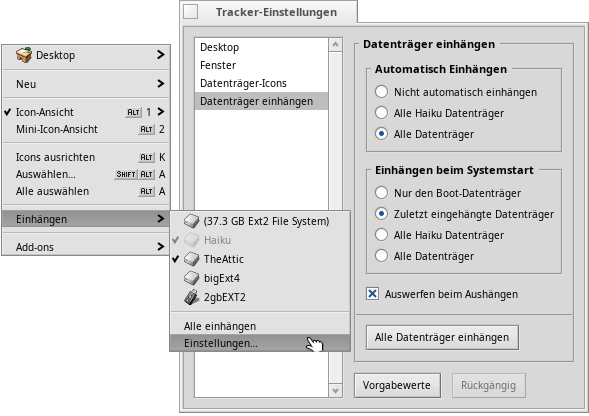 Tracker-Einstellungen
Desktop
Neu
Icon-Ansicht ALT 1
Mini-Icon-Ansicht ALT 2
Icons ausrichten ALT K
Auswählen... SHIFT ALT A
Alle auswählen ALT A
Einhängen
Add-ons
(37.3 GB Ext2 File System)
Haiku
TheAttic
bigExt4
2gbEXT2
Alle einhängen
Einstellungen...
Desktop
Fenster
Datenträger-Icons
Datenträger einhängen
Datenträger einhängen
Automatisch Einhängen
Nicht automatisch einhängen
Alle Haiku Datenträger
Alle Datenträger
Einhängen beim Systemstart
Nur den Boot-Datenträger
Zuletzt eingehängte Datenträger
Alle Haiku Datenträger
Alle Datenträger
Auswerfen beim Aushängen
Alle Datenträger einhängen
Vorgabewerte
Rückgängig